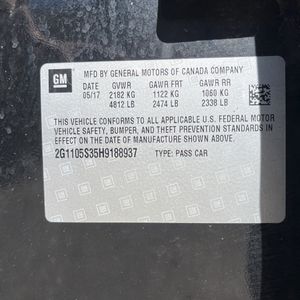 GM
MFD BY GENERAL MOTORS OF CANADA COMPANY
DATE GVWR GAWR FRT GAWR RR
05/17 2182 KG 1122 KG 1060 KG
4812 LB 2474 LB 2338 LB
THIS VEHICLE CONFORMS TO ALL APPLICABLE U.S. FEDERAL MOTOR
VEHICLE SAFETY, BUMPER, AND THEFT PREVENTION STANDARDS
IN EFFECT ON THE DATE OF MANUFACTURE SHOWN ABOVE.
2G1105S35H9188937 TYPE: PASS CAR